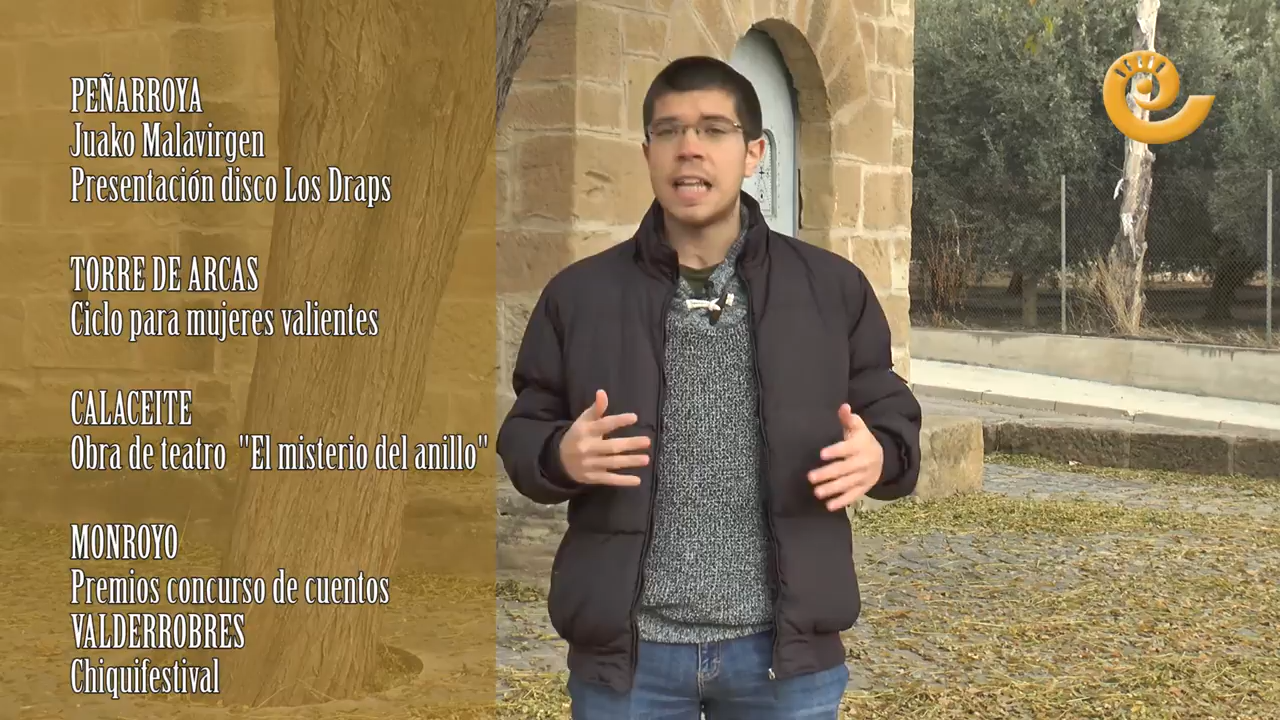 PEÑARROYA
Juako Malavirgen
Presentación disco Los Draps
TORRE DE ARCAS
Ciclo para mujeres valientes
CALACEITE
Obra de teatro "El misterio del anillo"
MONROYO
Premios concurso de cuentos
VALDERROBRES
Chiquifestival